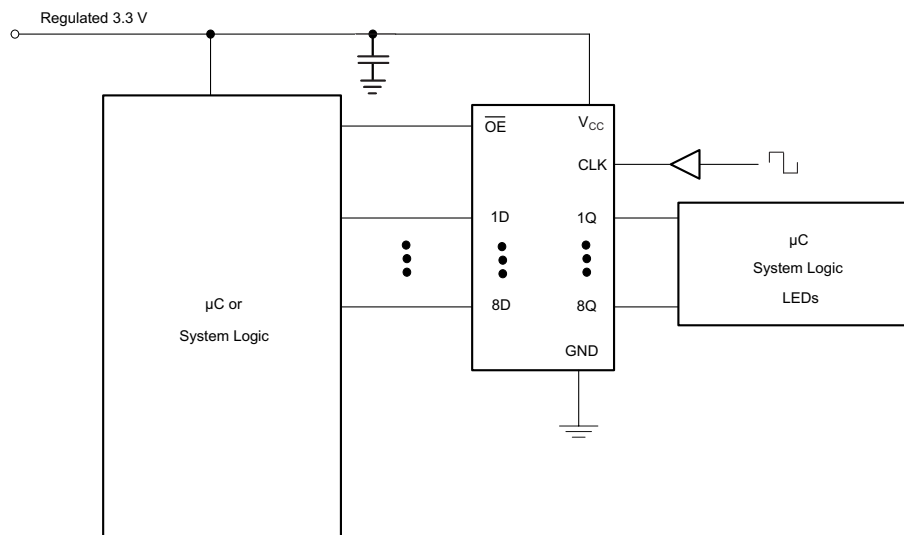 Regulated 3.3 V
OE
VCC
CLK
1D
1Q
8D
8Q
GND
µC or
System Logic
µC
System Logic
LEDs